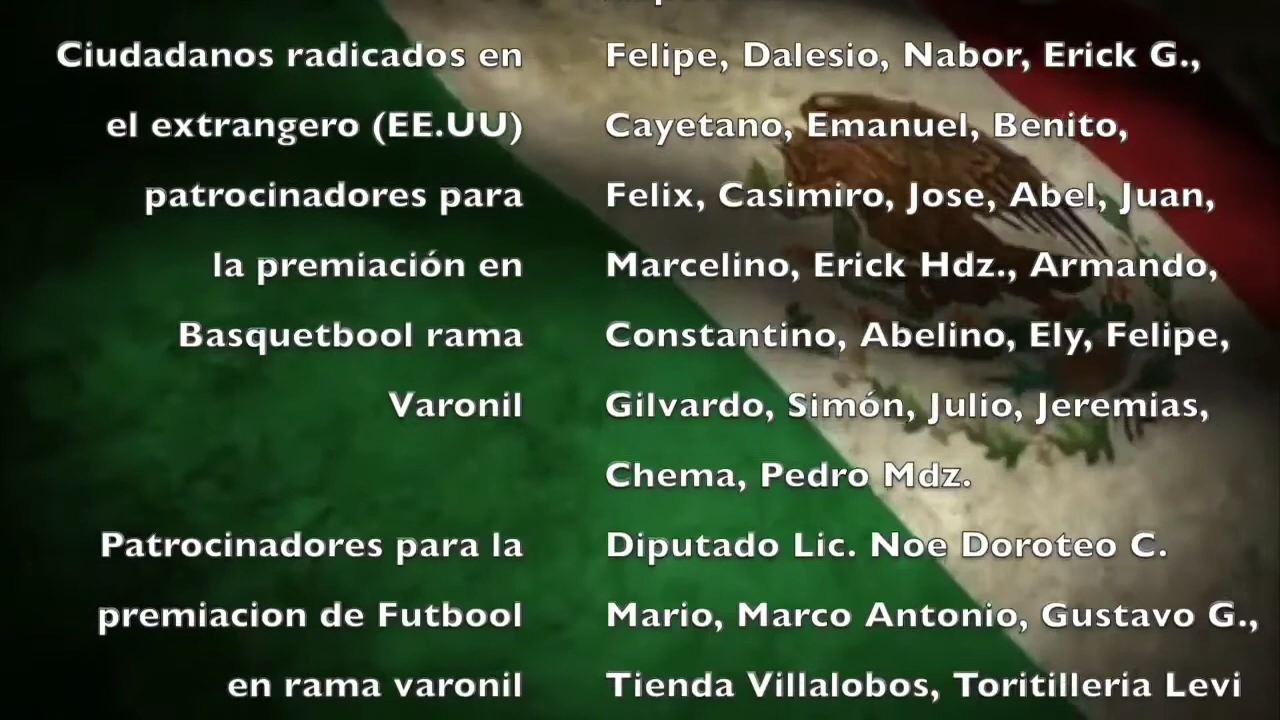 Ciudadanos radicados en Felipe, Dalesio, Nabor, Erick G.,
el extrangero (EE.UU) Cayetano, Emanuel, Benito,
patrocinadores para Felix, Casimiro, Jose, Abel, Juan,
la premiación en Marcelino, Erick Hdz., Armando,
Basquetbool rama Constantino, Abelino, Ely, Felipe,
Varonil Gilvardo, Simón, Julio, Jeremias,
Chema, Pedro Mdz.
Patrocinadores para la Diputado Lic. Noe Doroteo C.
premiacion de Futbool Mario, Marco Antonio, Gustavo G.,
en rama varonil Tienda Villalobos, Toritilleria Levi